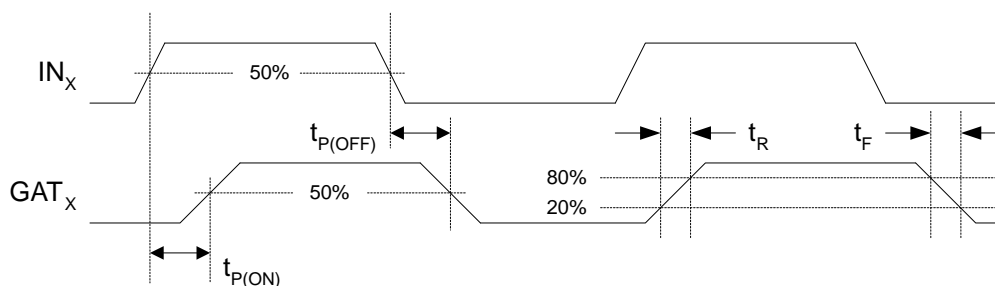 IN_X
50%
t_P(OFF)
t_R
t_F
GAT_X
50%
80%
20%
t_P(ON)